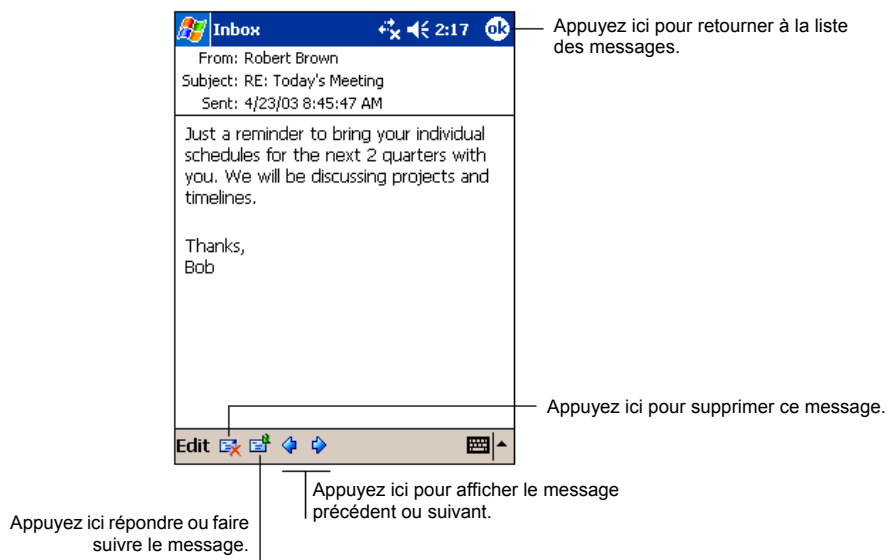 Inbox 2:17 ok
Appuyez ici pour retourner à la liste
des messages.
From: Robert Brown
Subject: RE: Today's Meeting
Sent: 4/23/03 8:45:47 AM
Just a reminder to bring your individual
schedules for the next 2 quarters with
you. We will be discussing projects and
timelines.
Thanks,
Bob
Appuyez ici pour supprimer ce message.
Edit
Appuyez ici pour afficher le message
précédent ou suivant.
Appuyez ici répondre ou faire
suivre le message.